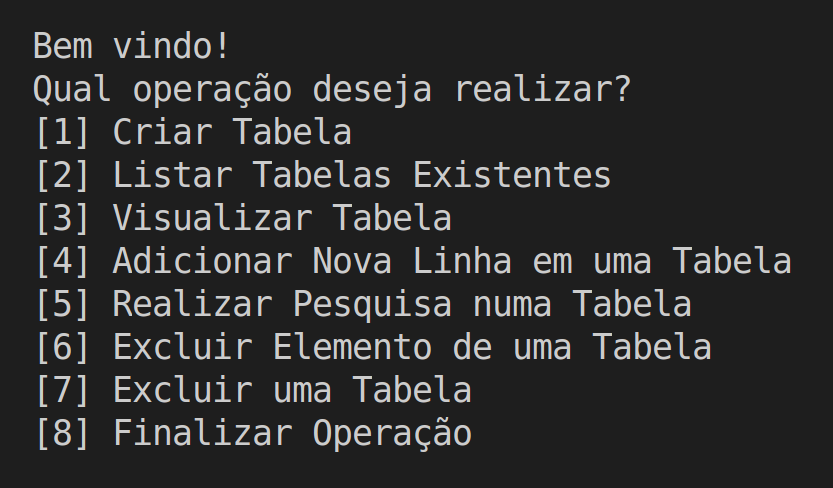 Bem vindo!
Qual operação deseja realizar?
[1] Criar Tabela
[2] Listar Tabelas Existentes
[3] Visualizar Tabela
[4] Adicionar Nova Linha em uma Tabela
[5] Realizar Pesquisa numa Tabela
[6] Excluir Elemento de uma Tabela
[7] Excluir uma Tabela
[8] Finalizar Operação